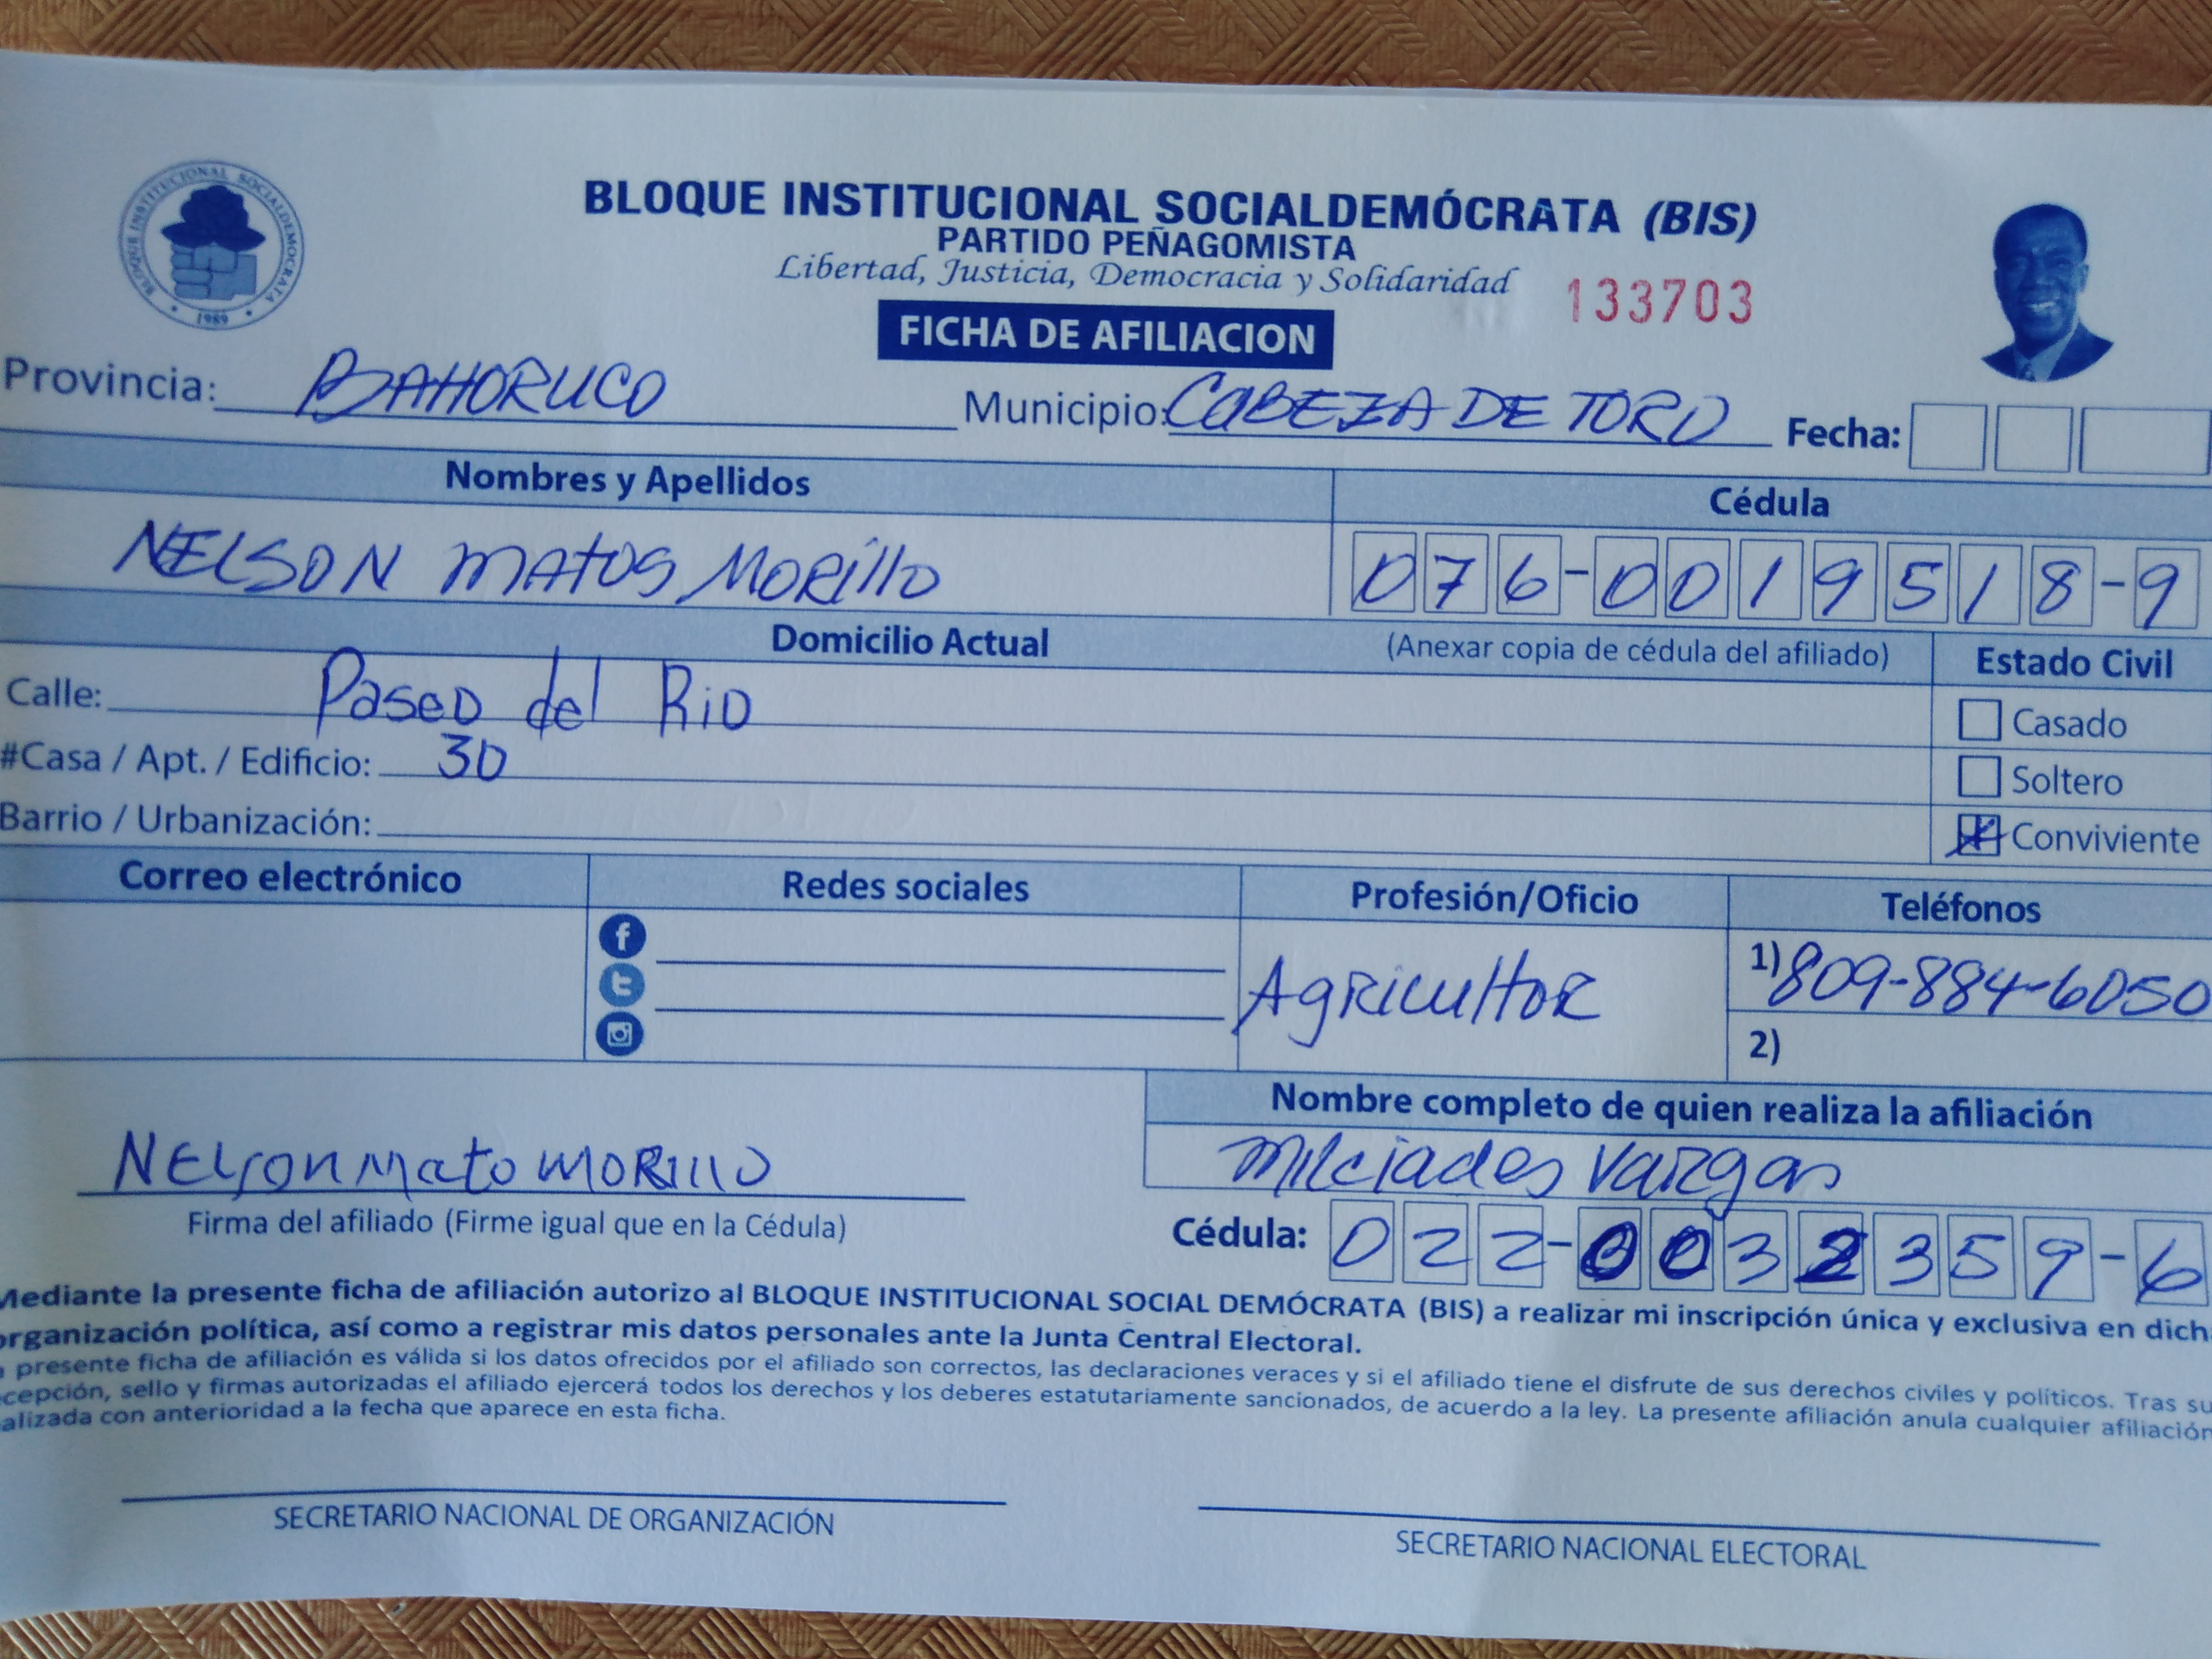 BLOQUE INSTITUCIONAL SOCIALDEMÓCRATA
1989
BLOQUE INSTITUCIONAL SOCIALDEMÓCRATA (BIS)
PARTIDO PEÑAGOMISTA
Libertad, Justicia, Democracia y Solidaridad
133703
FICHA DE AFILIACION
Provincia: BAHORUCO Municipio: CABEZA DE TORO Fecha:
Nombres y Apellidos Cédula
NELSON MATOS MORillo 076-0019518-9
Domicilio Actual (Anexar copia de cédula del afiliado) Estado Civil
Calle: Paseo del Rio Casado
#Casa / Apt. / Edificio: 30 Soltero
Barrio / Urbanización: Conviviente
Correo electrónico Redes sociales Profesión/Oficio Teléfonos
AgRicultoR 1) 809-884-6050
2)
Nombre completo de quien realiza la afiliación
NELson Mato MORillo Milciades Vargas
Firma del afiliado (Firme igual que en la Cédula) Cédula: 022-0032359-6
Mediante la presente ficha de afiliación autorizo al BLOQUE INSTITUCIONAL SOCIAL DEMÓCRATA (BIS) a realizar mi inscripción única y exclusiva en dich
organización política, así como a registrar mis datos personales ante la Junta Central Electoral.
presente ficha de afiliación es válida si los datos ofrecidos por el afiliado son correctos, las declaraciones veraces y si el afiliado tiene el disfrute de sus derechos civiles y políticos. Tras su
cepción, sello y firmas autorizadas el afiliado ejercerá todos los derechos y los deberes estatutariamente sancionados, de acuerdo a la ley. La presente afiliación anula cualquier afiliación
alizada con anterioridad a la fecha que aparece en esta ficha.
SECRETARIO NACIONAL DE ORGANIZACIÓN SECRETARIO NACIONAL ELECTORAL